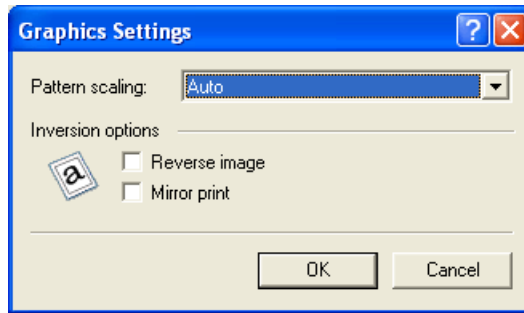 Graphics Settings
Pattern scaling: Auto
Inversion options
a
Reverse image
Mirror print
OK Cancel